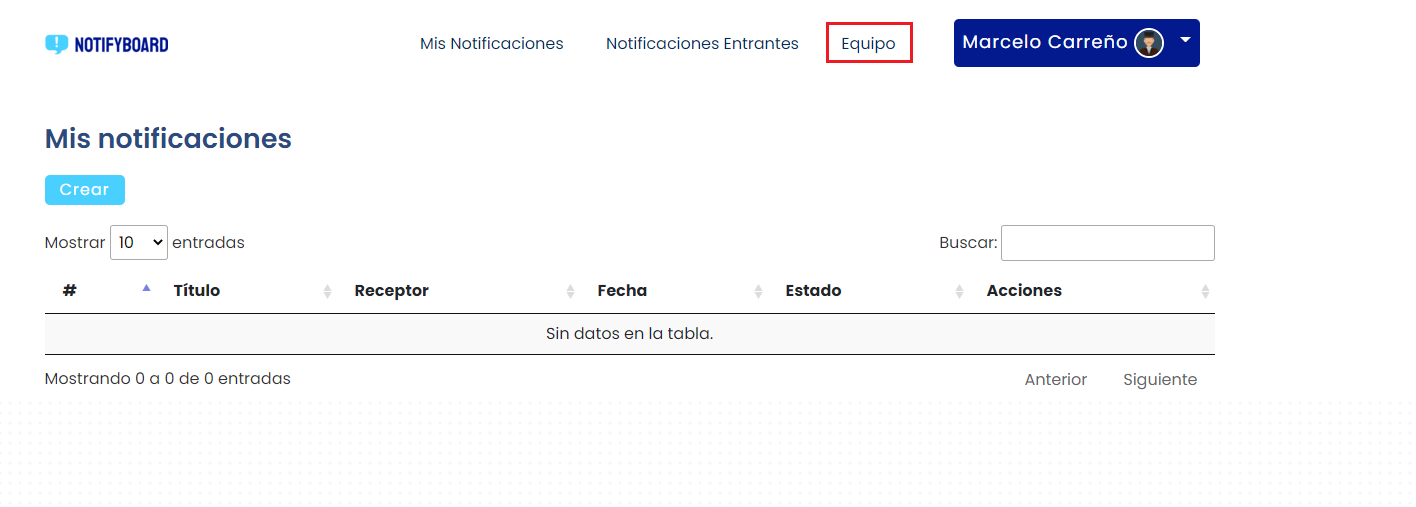 NOTIFYBOARD Mis Notificaciones Notificaciones Entrantes Equipo Marcelo Carreño
Mis notificaciones
Crear
Mostrar 10 entradas Buscar:
# Título Receptor Fecha Estado Acciones
Sin datos en la tabla.
Mostrando 0 a 0 de 0 entradas Anterior Siguiente